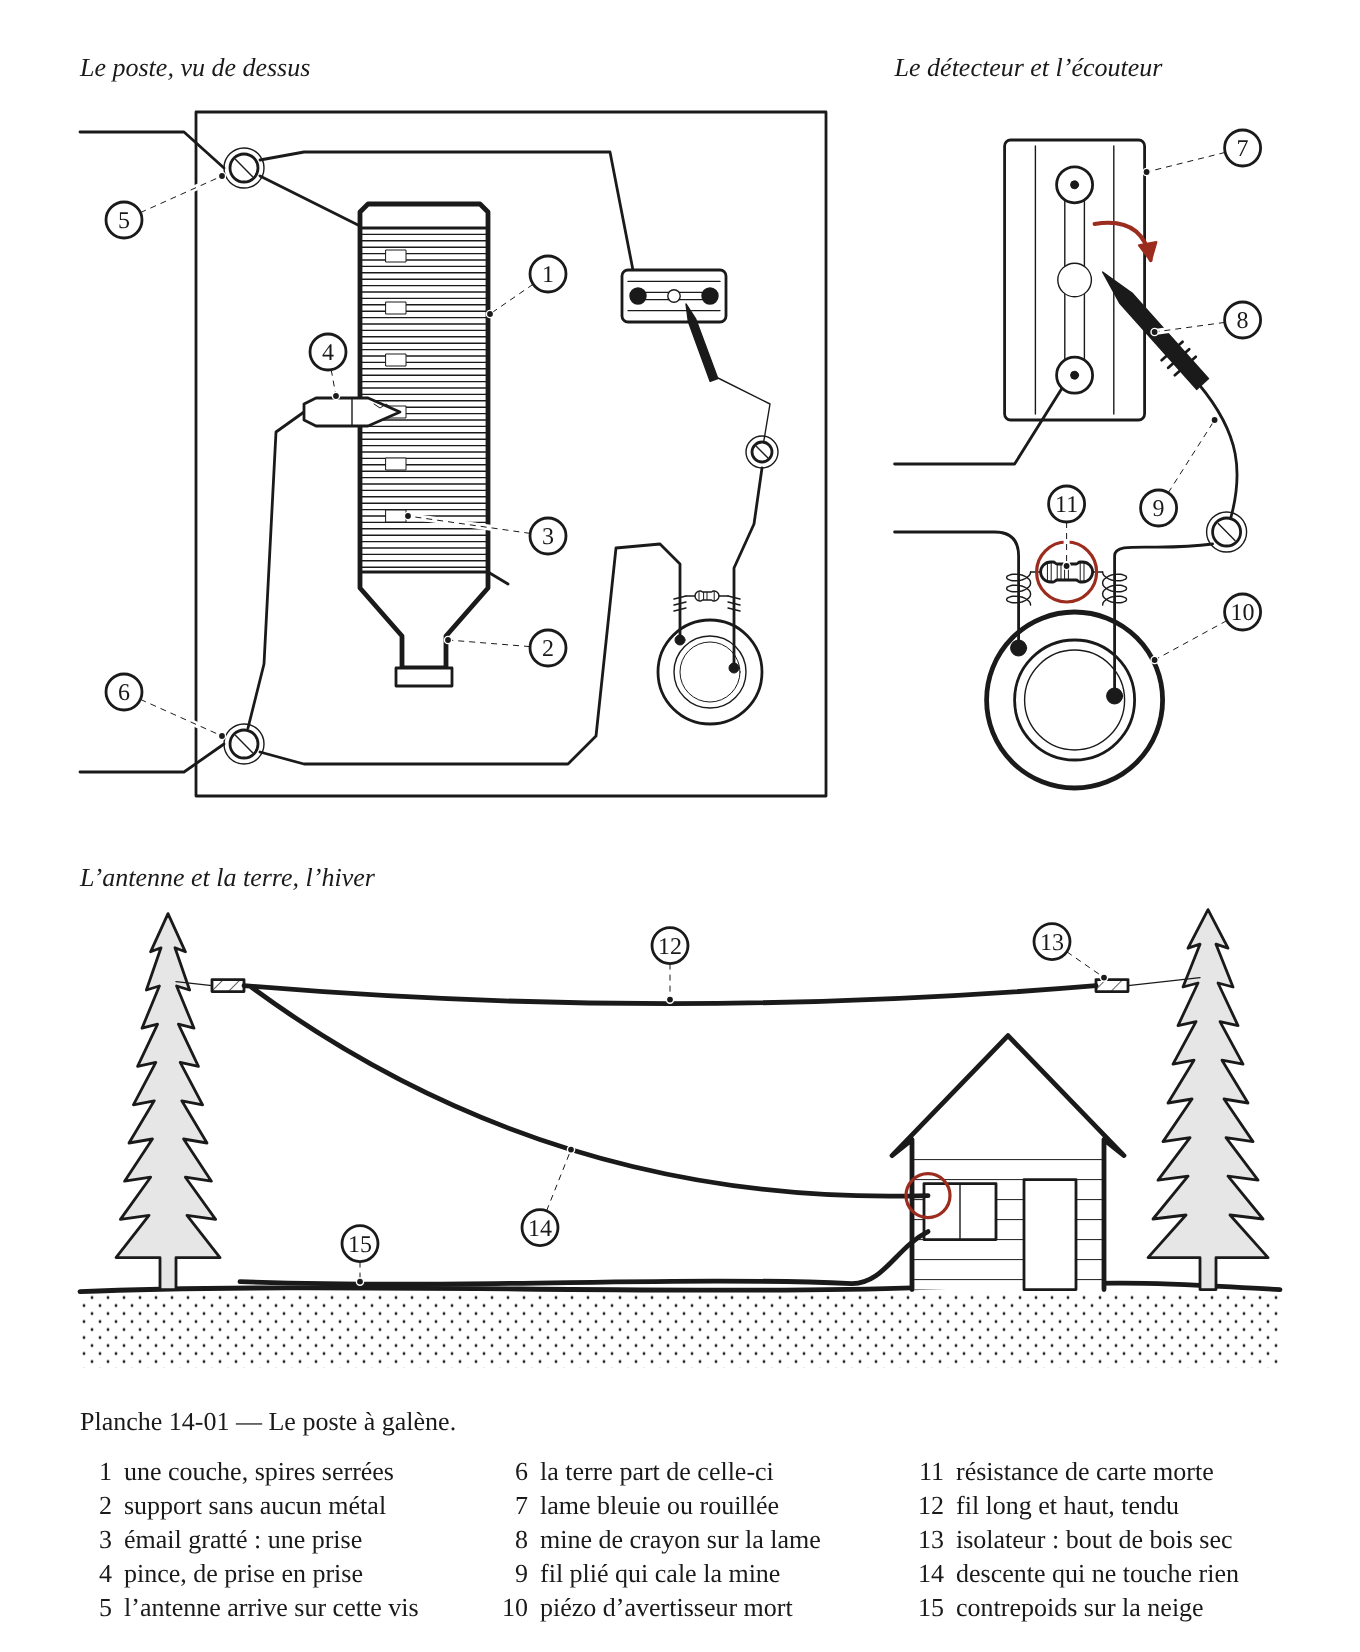 Le poste, vu de dessus
Le détecteur et l’écouteur
7
5
1
8
4
11
9
3
10
2
6
L’antenne et la terre, l’hiver
12
13
14
15
Planche 14-01 — Le poste à galène.
1 une couche, spires serrées
2 support sans aucun métal
3 émail gratté : une prise
4 pince, de prise en prise
5 l’antenne arrive sur cette vis
6 la terre part de celle-ci
7 lame bleuie ou rouillée
8 mine de crayon sur la lame
9 fil plié qui cale la mine
10 piézo d’avertisseur mort
11 résistance de carte morte
12 fil long et haut, tendu
13 isolateur : bout de bois sec
14 descente qui ne touche rien
15 contrepoids sur la neige